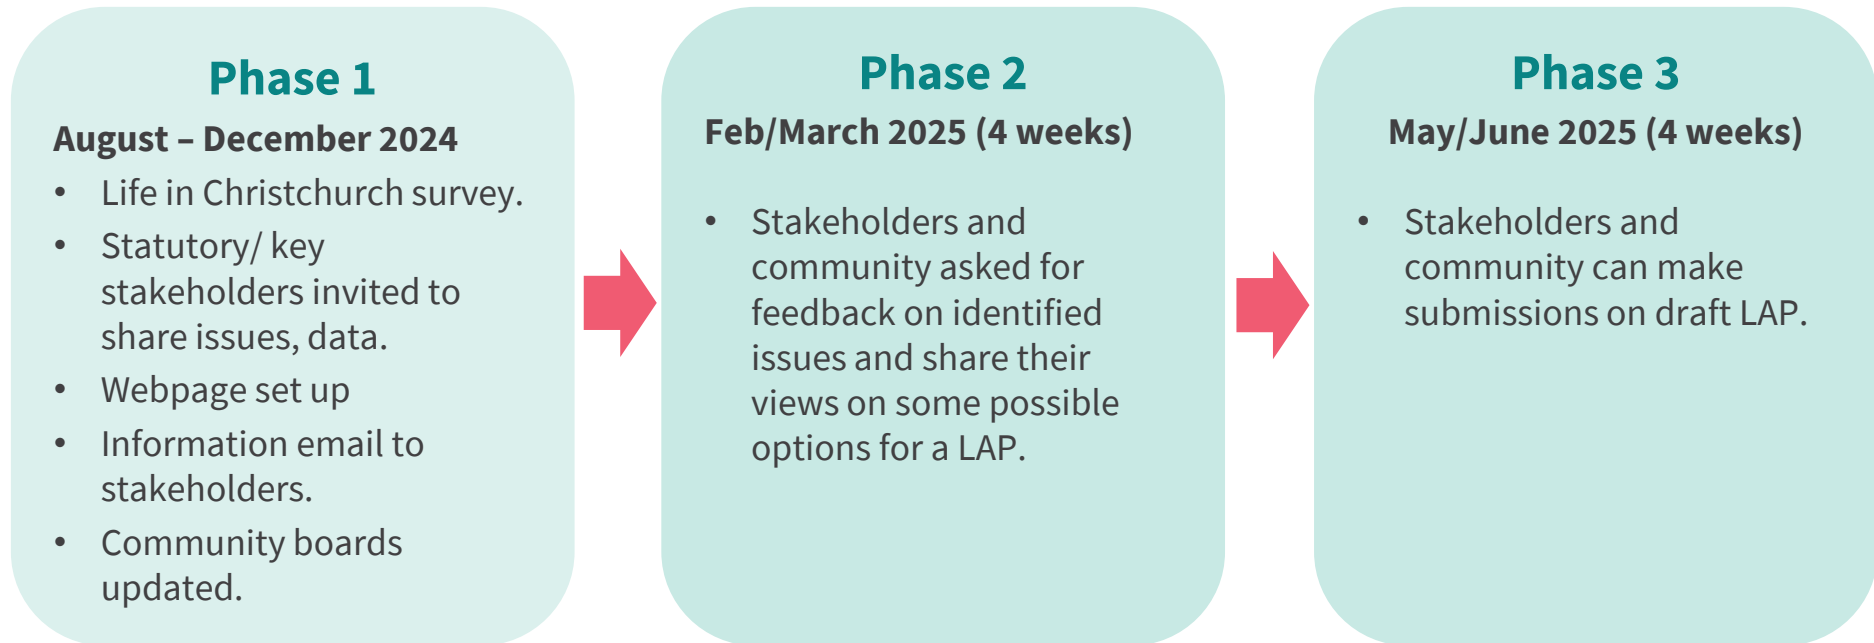 Phase 1
August – December 2024
• Life in Christchurch survey.
• Statutory/ key
stakeholders invited to
share issues, data.
• Webpage set up
• Information email to
stakeholders.
• Community boards
updated.
Phase 2
Feb/March 2025 (4 weeks)
• Stakeholders and
community asked for
feedback on identified
issues and share their
views on some possible
options for a LAP.
Phase 3
May/June 2025 (4 weeks)
• Stakeholders and
community can make
submissions on draft LAP.